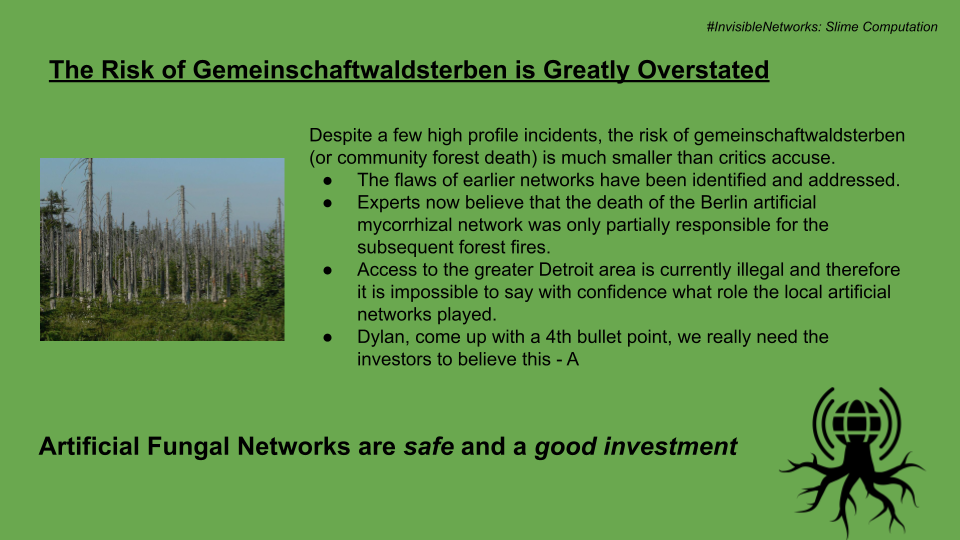 #InvisibleNetworks: Slime Computation
The Risk of Gemeinschaftwaldsterben is Greatly Overstated
Despite a few high profile incidents, the risk of gemeinschaftwaldsterben
(or community forest death) is much smaller than critics accuse.
● The flaws of earlier networks have been identified and addressed.
● Experts now believe that the death of the Berlin artificial
mycorrhizal network was only partially responsible for the
subsequent forest fires.
● Access to the greater Detroit area is currently illegal and therefore
it is impossible to say with confidence what role the local artificial
networks played.
● Dylan, come up with a 4th bullet point, we really need the
investors to believe this - A
Artificial Fungal Networks are safe and a good investment